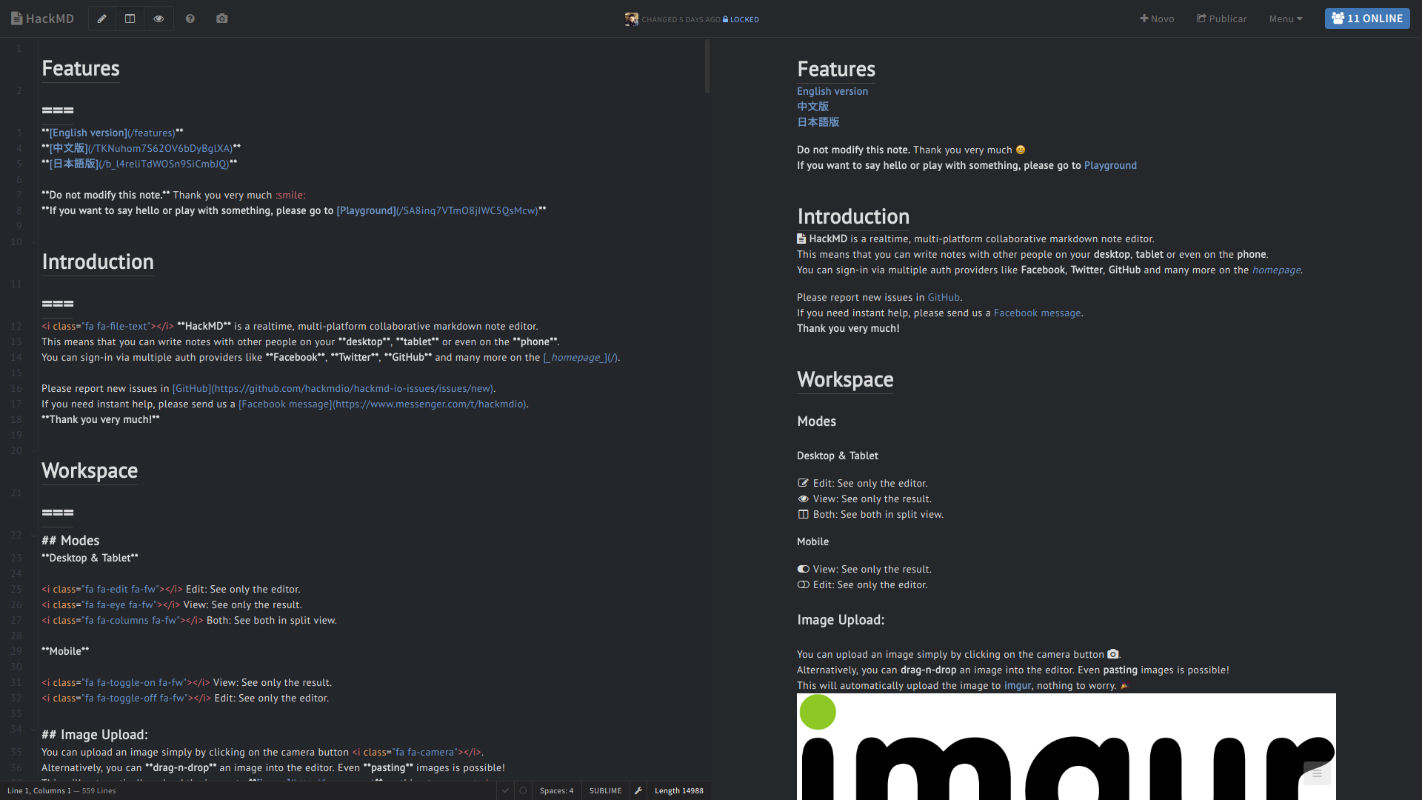 HackMD
CHANGED 5 DAYS AGO LOCKED
Novo
Publicar
Menu
11 ONLINE
1
Features
2
===
3 **[English version](/features)**
4 **[中文版](/TKNuhom7S62OV6bDyBglXA)**
5 **[日本語版](/b_l4reliTdWOSn9SiCmbJQ)**
6
7 **Do not modify this note.** Thank you very much :smile:
8 **If you want to say hello or play with something, please go to [Playground](/SA8inq7VTmO8jIWC5QsMcw)**
9
10
Introduction
11
===
12 <i class="fa fa-file-text"></i> **HackMD** is a realtime, multi-platform collaborative markdown note editor.
13 This means that you can write notes with other people on your **desktop**, **tablet** or even on the **phone**.
14 You can sign-in via multiple auth providers like **Facebook**, **Twitter**, **GitHub** and many more on the [_homepage_](/).
15
16 Please report new issues in [GitHub](https://github.com/hackmdio/hackmd-io-issues/issues/new).
17 If you need instant help, please send us a [Facebook message](https://www.messenger.com/t/hackmdio).
18 **Thank you very much!**
19
20
Workspace
21
===
22 ## Modes
23 **Desktop & Tablet**
24
25 <i class="fa fa-edit fa-fw"></i> Edit: See only the editor.
26 <i class="fa fa-eye fa-fw"></i> View: See only the result.
27 <i class="fa fa-columns fa-fw"></i> Both: See both in split view.
28
29 **Mobile**
30
31 <i class="fa fa-toggle-on fa-fw"></i> View: See only the result.
32 <i class="fa fa-toggle-off fa-fw"></i> Edit: See only the editor.
33
34 ## Image Upload:
35 You can upload an image simply by clicking on the camera button <i class="fa fa-camera"></i>.
36 Alternatively, you can **drag-n-drop** an image into the editor. Even **pasting** images is possible!
Line 1, Columns 1 — 559 Lines
Spaces: 4
SUBLIME
Length 14988
Features
English version
中文版
日本語版
Do not modify this note. Thank you very much
If you want to say hello or play with something, please go to Playground
Introduction
HackMD is a realtime, multi-platform collaborative markdown note editor.
This means that you can write notes with other people on your desktop, tablet or even on the phone.
You can sign-in via multiple auth providers like Facebook, Twitter, GitHub and many more on the homepage.
Please report new issues in GitHub.
If you need instant help, please send us a Facebook message.
Thank you very much!
Workspace
Modes
Desktop & Tablet
Edit: See only the editor.
View: See only the result.
Both: See both in split view.
Mobile
View: See only the result.
Edit: See only the editor.
Image Upload:
You can upload an image simply by clicking on the camera button .
Alternatively, you can drag-n-drop an image into the editor. Even pasting images is possible!
This will automatically upload the image to imgur, nothing to worry.
imgur